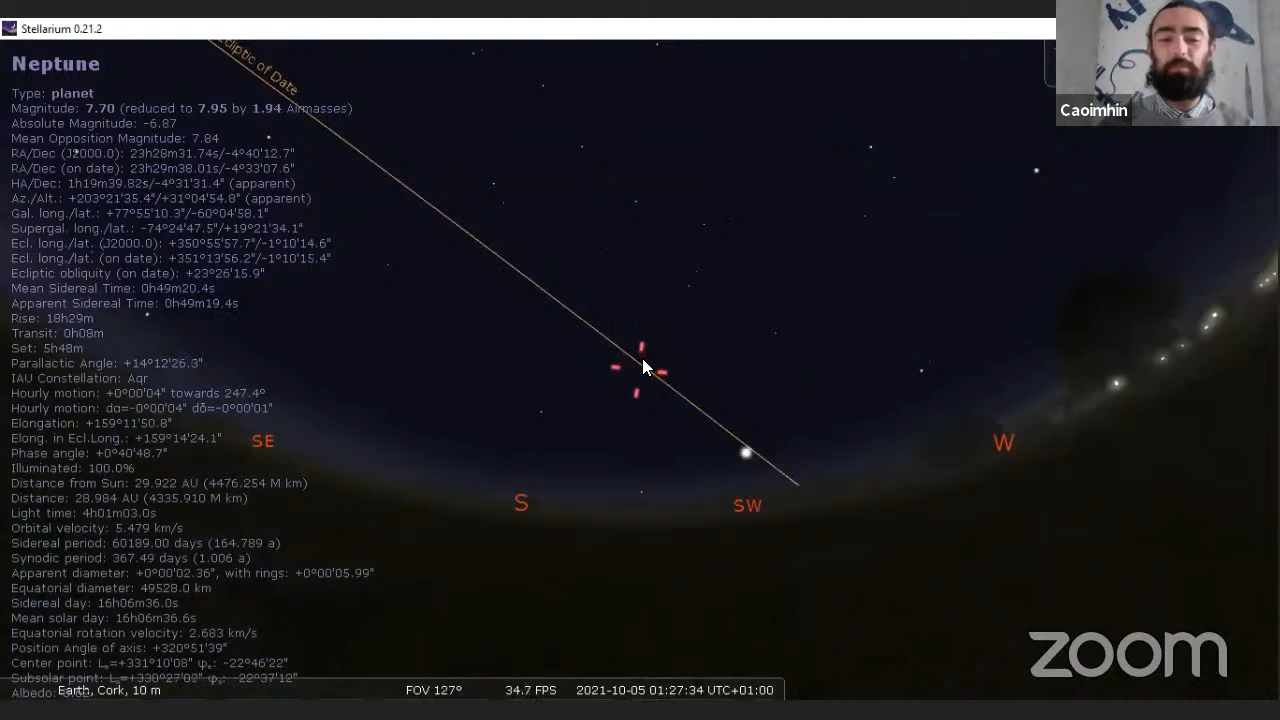 Stellarium 0.21.2
Ecliptic of Date
Neptune
Type: planet
Magnitude: 7.70 (reduced to 7.95 by 1.94 Airmasses)
Absolute Magnitude: -6.87
Mean Opposition Magnitude: 7.84
RA/Dec (J2000.0): 23h28m31.74s/-4°40'12.7"
RA/Dec (on date): 23h29m38.01s/-4°33'07.6"
HA/Dec: 1h19m39.82s/-4°31'31.4" (apparent)
Az./Alt.: +203°21'35.4"/+31°04'54.8" (apparent)
Gal. long./lat.: +77°55'10.3"/-60°04'58.1"
Supergal. long./lat.: -74°24'47.5"/+19°21'34.1"
Ecl. long./lat. (J2000.0): +350°55'57.7"/-1°10'14.6"
Ecl. long./lat. (on date): +351°13'56.2"/-1°10'15.4"
Ecliptic obliquity (on date): +23°26'15.9"
Mean Sidereal Time: 0h49m20.4s
Apparent Sidereal Time: 0h49m19.4s
Rise: 18h29m
Transit: 0h08m
Set: 5h48m
Parallactic Angle: +14°12'26.3"
IAU Constellation: Aqr
Hourly motion: +0°00'04" towards 247.4°
Hourly motion: dα=-0°00'04" dδ=-0°00'01"
Elongation: +159°11'50.8"
Elong. in Ecl.Long.: +159°14'24.1"
Phase angle: +0°40'48.7"
Illuminated: 100.0%
Distance from Sun: 29.922 AU (4476.254 M km)
Distance: 28.984 AU (4335.910 M km)
Light time: 4h01m03.0s
Orbital velocity: 5.479 km/s
Sidereal period: 60189.00 days (164.789 a)
Synodic period: 367.49 days (1.006 a)
Apparent diameter: +0°00'02.36", with rings: +0°00'05.99"
Equatorial diameter: 49528.0 km
Sidereal day: 16h06m36.0s
Mean solar day: 16h06m36.6s
Equatorial rotation velocity: 2.683 km/s
Position Angle of axis: +320°51'39"
Center point: Lₑ=+331°10'08" φₑ: -22°46'22"
Subsolar point: Lₛ=+330°27'00" φₛ: -22°37'12"
Albedo:
Caoimhin
SE
S
SW
W
zoom
Earth, Cork, 10 m
FOV 127°
34.7 FPS
2021-10-05 01:27:34 UTC+01:00